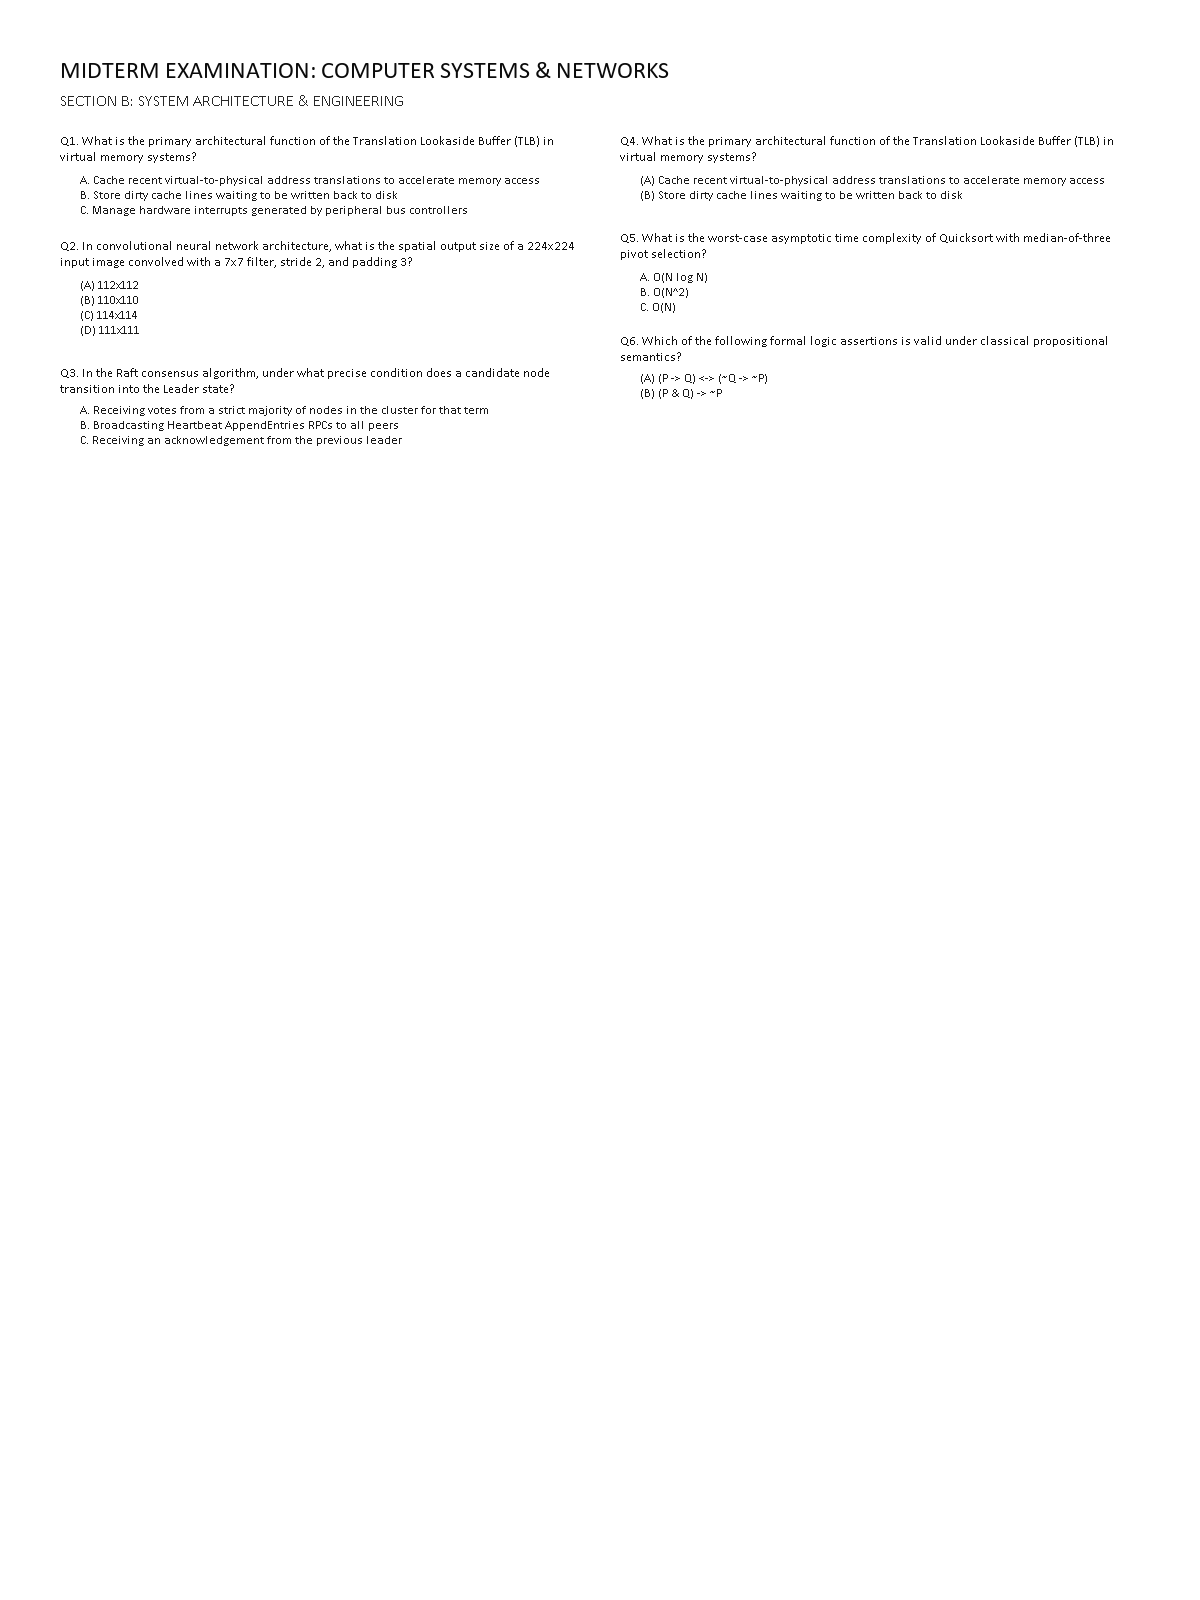 MIDTERM EXAMINATION: COMPUTER SYSTEMS & NETWORKS
SECTION B: SYSTEM ARCHITECTURE & ENGINEERING
Q1. What is the primary architectural function of the Translation Lookaside Buffer (TLB) in
virtual memory systems?
A. Cache recent virtual-to-physical address translations to accelerate memory access
B. Store dirty cache lines waiting to be written back to disk
C. Manage hardware interrupts generated by peripheral bus controllers
Q2. In convolutional neural network architecture, what is the spatial output size of a 224x224
input image convolved with a 7x7 filter, stride 2, and padding 3?
(A) 112x112
(B) 110x110
(C) 114x114
(D) 111x111
Q3. In the Raft consensus algorithm, under what precise condition does a candidate node
transition into the Leader state?
A. Receiving votes from a strict majority of nodes in the cluster for that term
B. Broadcasting Heartbeat AppendEntries RPCs to all peers
C. Receiving an acknowledgement from the previous leader
Q4. What is the primary architectural function of the Translation Lookaside Buffer (TLB) in
virtual memory systems?
(A) Cache recent virtual-to-physical address translations to accelerate memory access
(B) Store dirty cache lines waiting to be written back to disk
Q5. What is the worst-case asymptotic time complexity of Quicksort with median-of-three
pivot selection?
A. O(N log N)
B. O(N^2)
C. O(N)
Q6. Which of the following formal logic assertions is valid under classical propositional
semantics?
(A) (P -> Q) <-> (~Q -> ~P)
(B) (P & Q) -> ~P